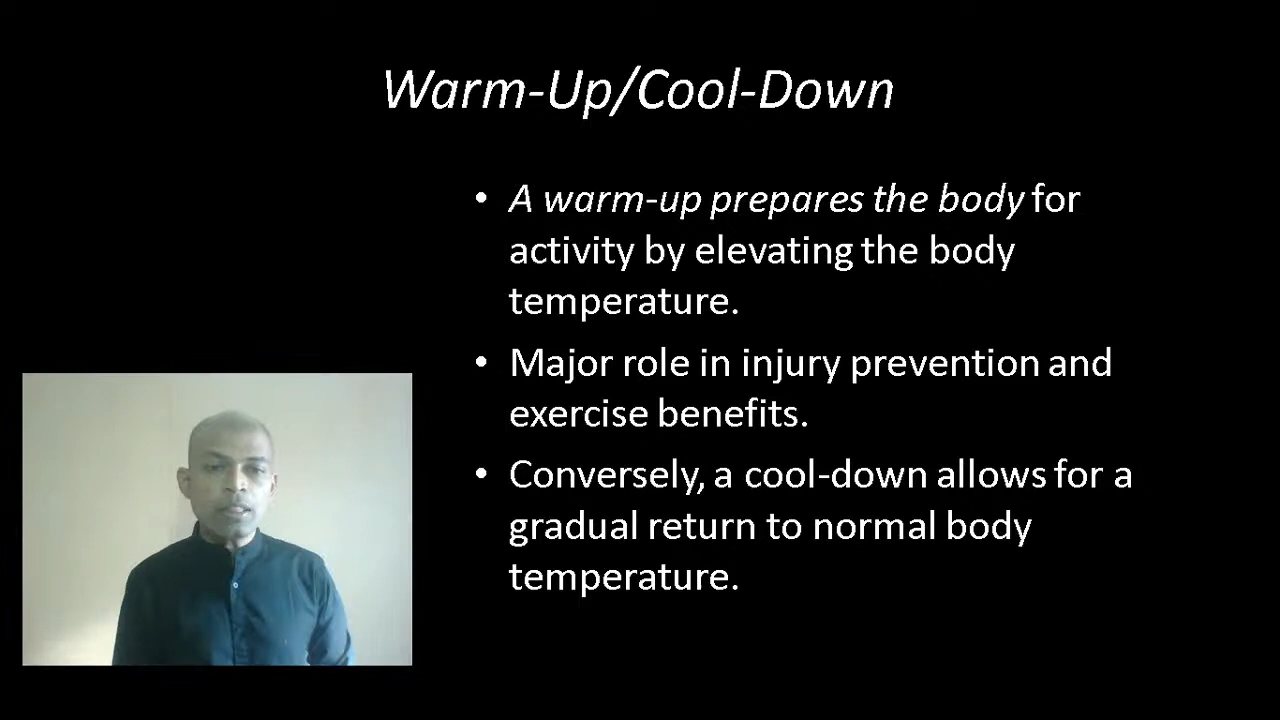 Warm-Up/Cool-Down
• A warm-up prepares the body for
activity by elevating the body
temperature.
• Major role in injury prevention and
exercise benefits.
• Conversely, a cool-down allows for a
gradual return to normal body
temperature.